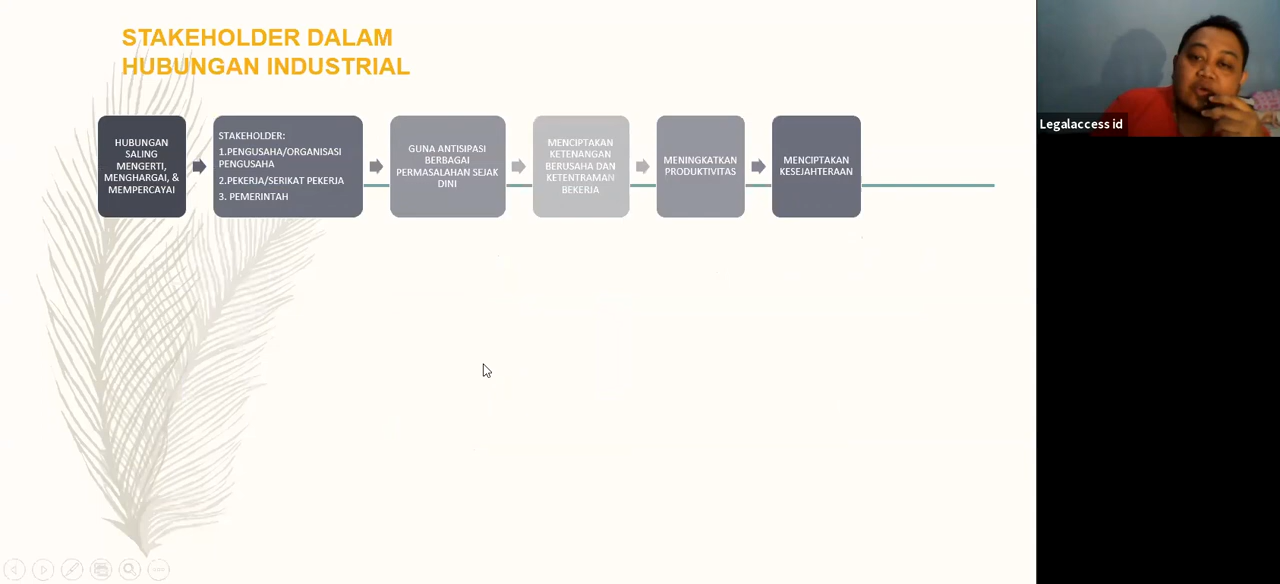 STAKEHOLDER DALAM
HUBUNGAN INDUSTRIAL
HUBUNGAN
SALING
MENGERTI,
MENGHARGAI, &
MEMPERCAYAI
STAKEHOLDER:
1.PENGUSAHA/ORGANISASI
PENGUSAHA
2.PEKERJA/SERIKAT PEKERJA
3. PEMERINTAH
GUNA ANTISIPASI
BERBAGAI
PERMASALAHAN SEJAK
DINI
MENCIPTAKAN
KETENANGAN
BERUSAHA DAN
KETENTRAMAN
BEKERJA
MENINGKATKAN
PRODUKTIVITAS
MENCIPTAKAN
KESEJAHTERAAN
Legalaccess id